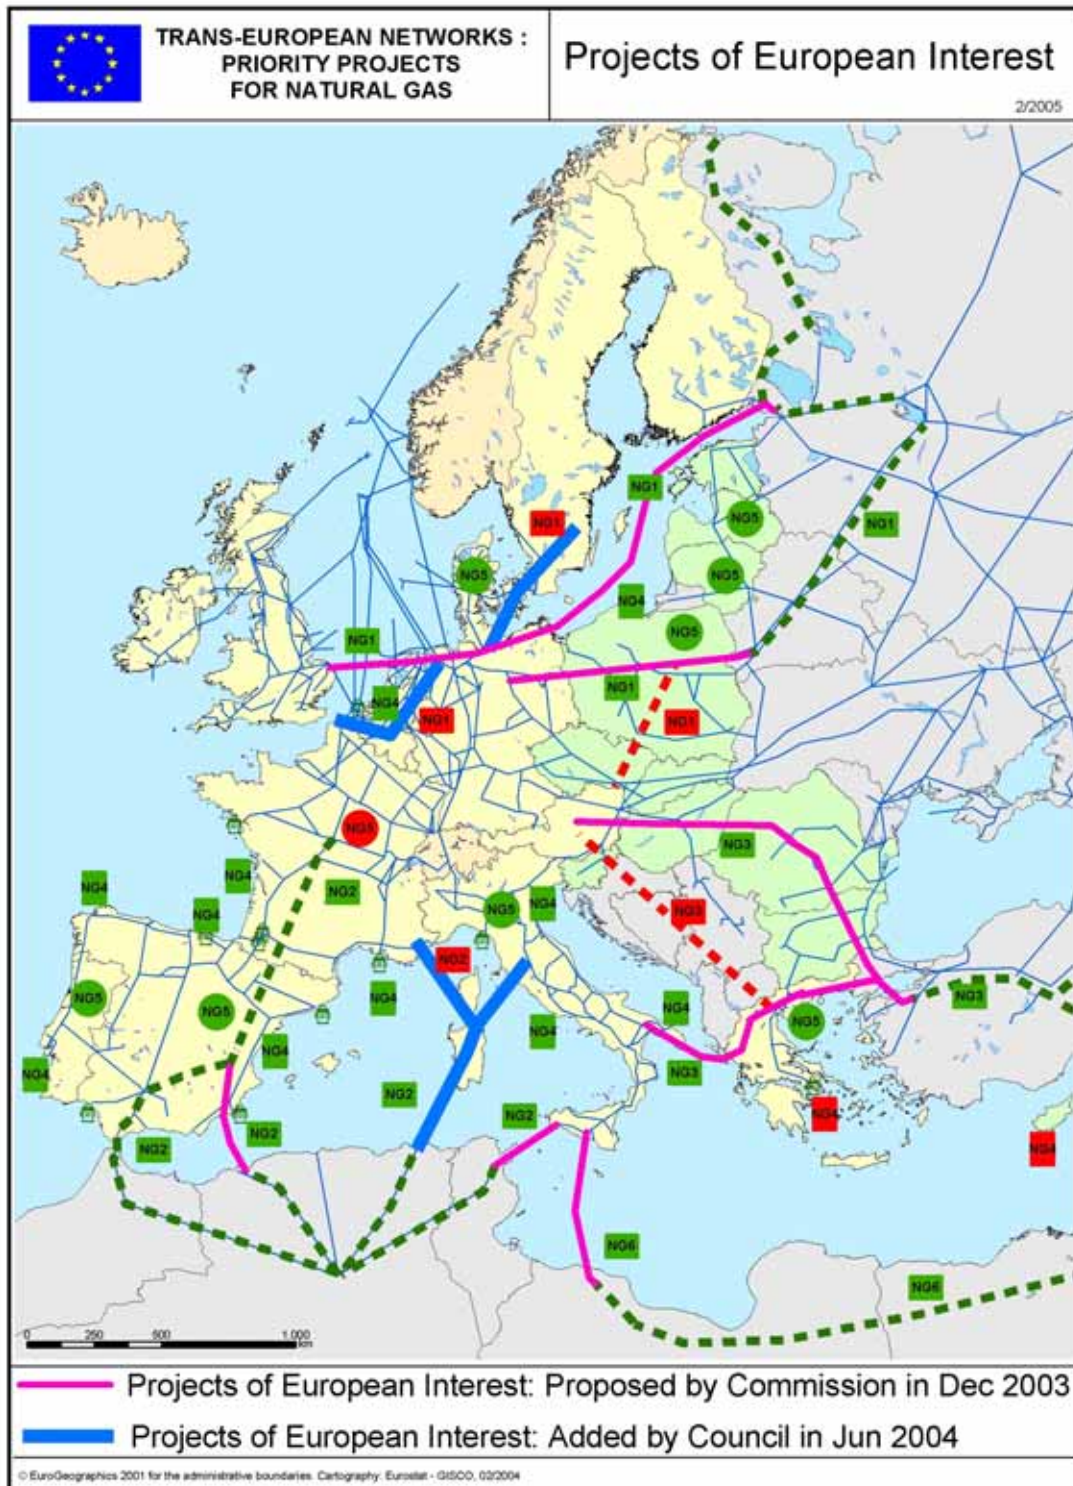 TRANS-EUROPEAN NETWORKS :
PRIORITY PROJECTS
FOR NATURAL GAS
Projects of European Interest
2/2005
NG1
NG1
NG5
NG1
NG5
NG5
NG4
NG5
NG1
NG1
NG4
NG1
NG1
NG5
NG3
NG4
NG2
NG4
NG4
NG5
NG4
NG3
NG2
NG5
NG5
NG4
NG4
NG3
NG4
NG5
NG4
NG4
NG3
NG4
NG2
NG2
NG4
NG2
NG2
NG4
NG6
NG6
0 250 500 1.000
km
Projects of European Interest: Proposed by Commission in Dec 2003
Projects of European Interest: Added by Council in Jun 2004
© EuroGeographics 2001 for the administrative boundaries. Cartography: Eurostat - GISCO, 02/2004